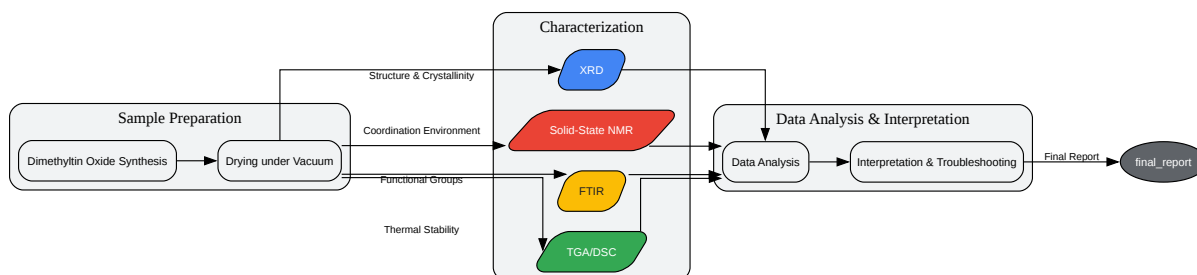 Characterization
XRD
Structure & Crystallinity
Sample Preparation
Data Analysis & Interpretation
Coordination Environment
Solid-State NMR
Dimethyltin Oxide Synthesis
Drying under Vacuum
Data Analysis
Interpretation & Troubleshooting
Final Report
final_report
Functional Groups
FTIR
Thermal Stability
TGA/DSC